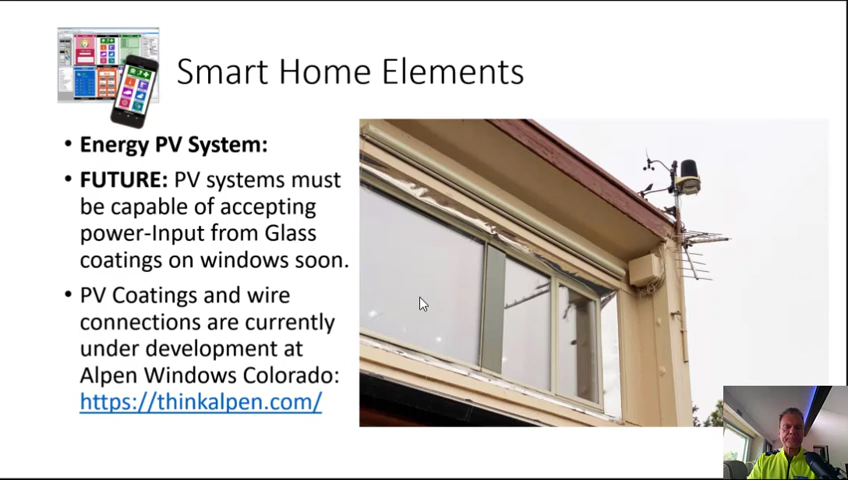 Smart Home Elements
• Energy PV System:
• FUTURE: PV systems must
be capable of accepting
power-Input from Glass
coatings on windows soon.
• PV Coatings and wire
connections are currently
under development at
Alpen Windows Colorado:
https://thinkalpen.com/